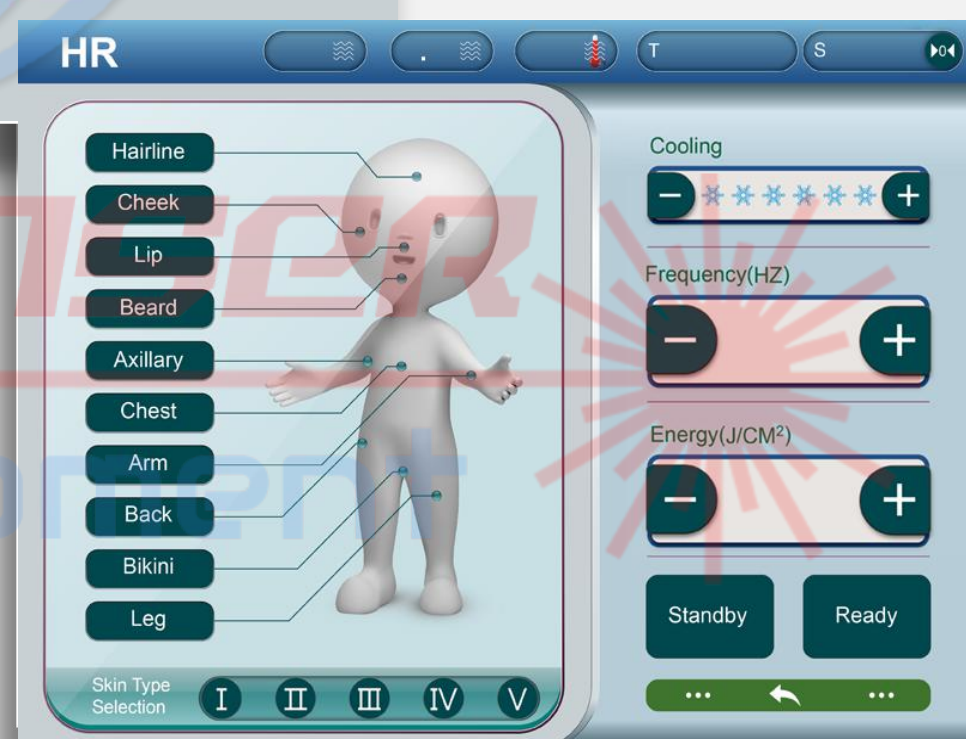 HR
T
S
0
Hairline
Cheek
Lip
Beard
Axillary
Chest
Arm
Back
Bikini
Leg
Skin Type
Selection
I
II
III
IV
V
Cooling
− +
Frequency(HZ)
− +
Energy(J/CM²)
− +
Standby
Ready